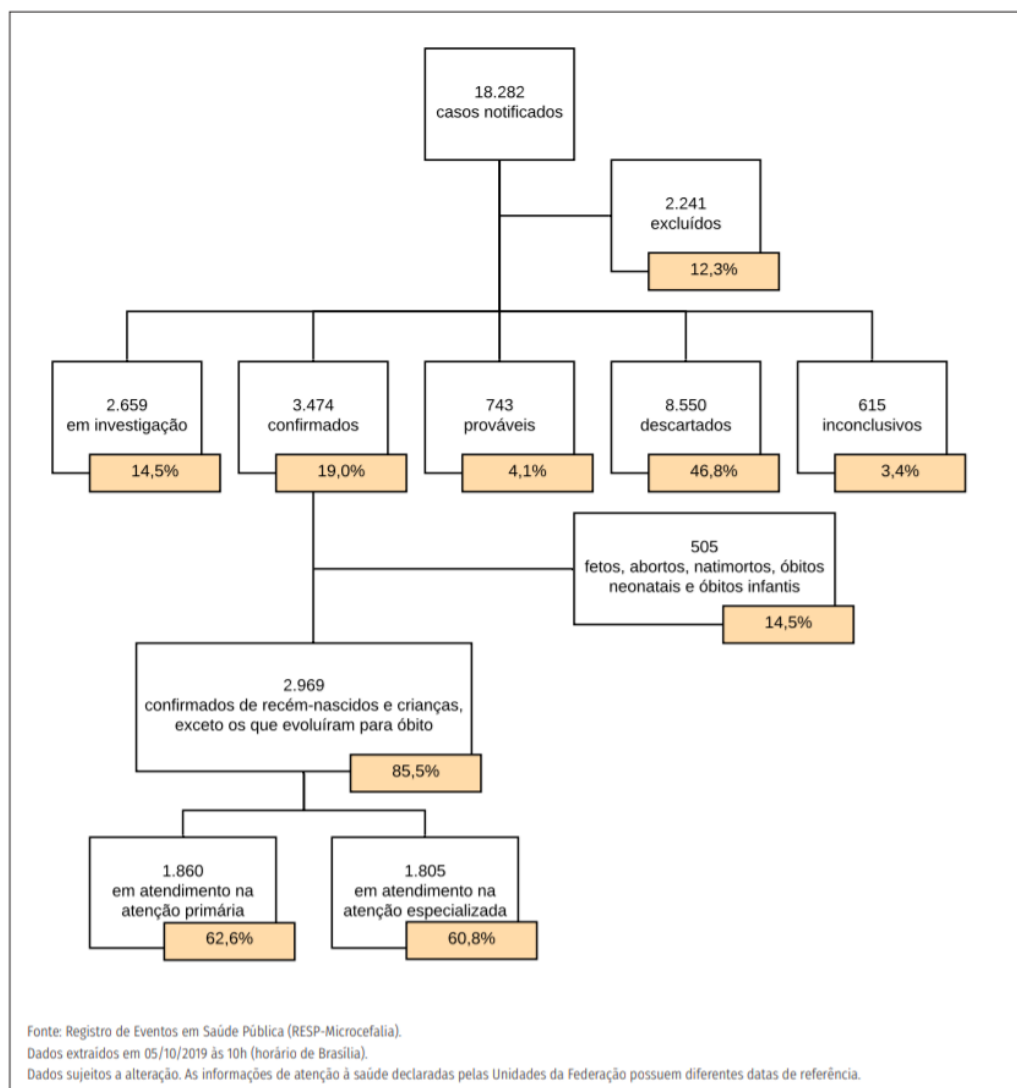 18.282
casos notificados
2.241
excluídos
12,3%
2.659
em investigação
14,5%
3.474
confirmados
19,0%
743
prováveis
4,1%
8.550
descartados
46,8%
615
inconclusivos
3,4%
505
fetos, abortos, natimortos, óbitos
neonatais e óbitos infantis
14,5%
2.969
confirmados de recém-nascidos e crianças,
exceto os que evoluíram para óbito
85,5%
1.860
em atendimento na
atenção primária
62,6%
1.805
em atendimento na
atenção especializada
60,8%
Fonte: Registro de Eventos em Saúde Pública (RESP-Microcefalia).
Dados extraídos em 05/10/2019 às 10h (horário de Brasília).
Dados sujeitos a alteração. As informações de atenção à saúde declaradas pelas Unidades da Federação possuem diferentes datas de referência.